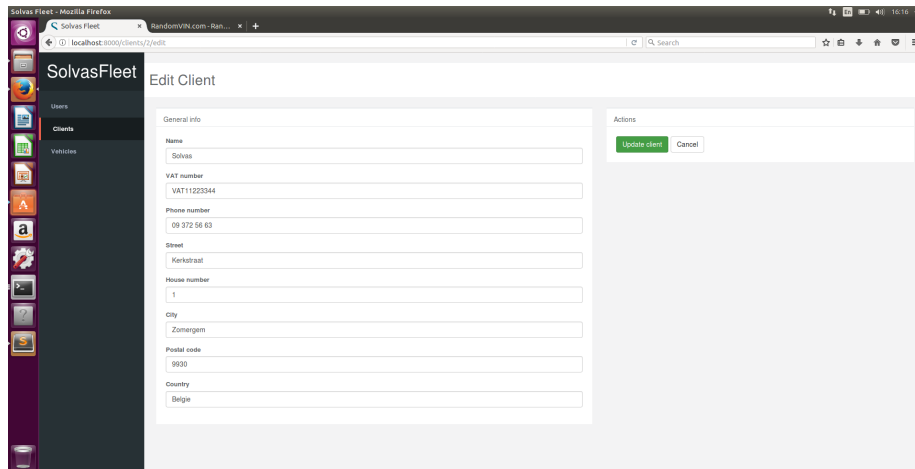 Solvas Fleet - Mozilla Firefox
En
16:16
Solvas Fleet
RandomVIN.com - Ran...
localhost:8000/clients/2/edit
Search
SolvasFleet
Users
Clients
Vehicles
Edit Client
General info
Name
Solvas
VAT number
VAT11223344
Phone number
09 372 56 63
Street
Kerkstraat
House number
1
City
Zomergem
Postal code
9930
Country
Belgie
Actions
Update client
Cancel